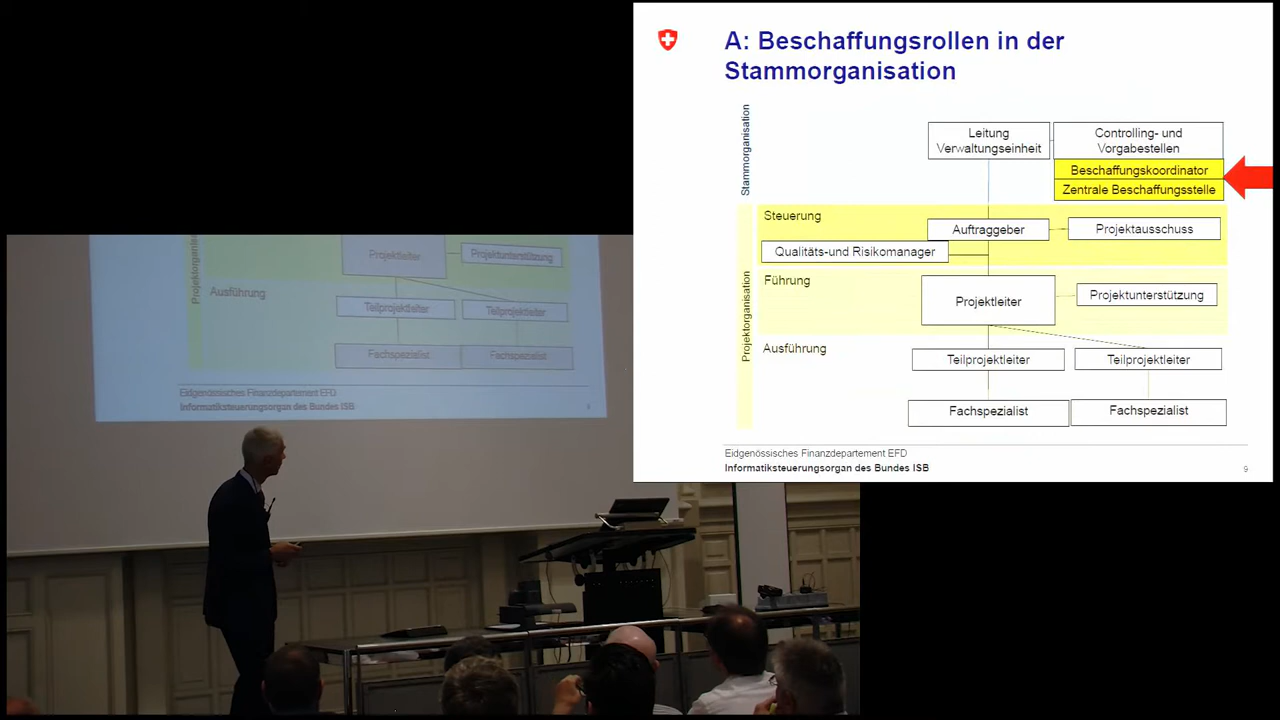 A: Beschaffungsrollen in der
Stammorganisation
Stammorganisation
Leitung
Verwaltungseinheit
Controlling- und
Vorgabestellen
Beschaffungskoordinator
Zentrale Beschaffungsstelle
Projektorganisation
Steuerung
Auftraggeber
Projektausschuss
Qualitäts-und Risikomanager
Führung
Projektleiter
Projektunterstützung
Ausführung
Teilprojektleiter
Teilprojektleiter
Fachspezialist
Fachspezialist
Eidgenössisches Finanzdepartement EFD
Informatiksteuerungsorgan des Bundes ISB
9
Projektleiter
Projektunterstützung
Ausführung
Teilprojektleiter
Teilprojektleiter
Fachspezialist
Fachspezialist
Eidgenössisches Finanzdepartement EFD
Informatiksteuerungsorgan des Bundes ISB